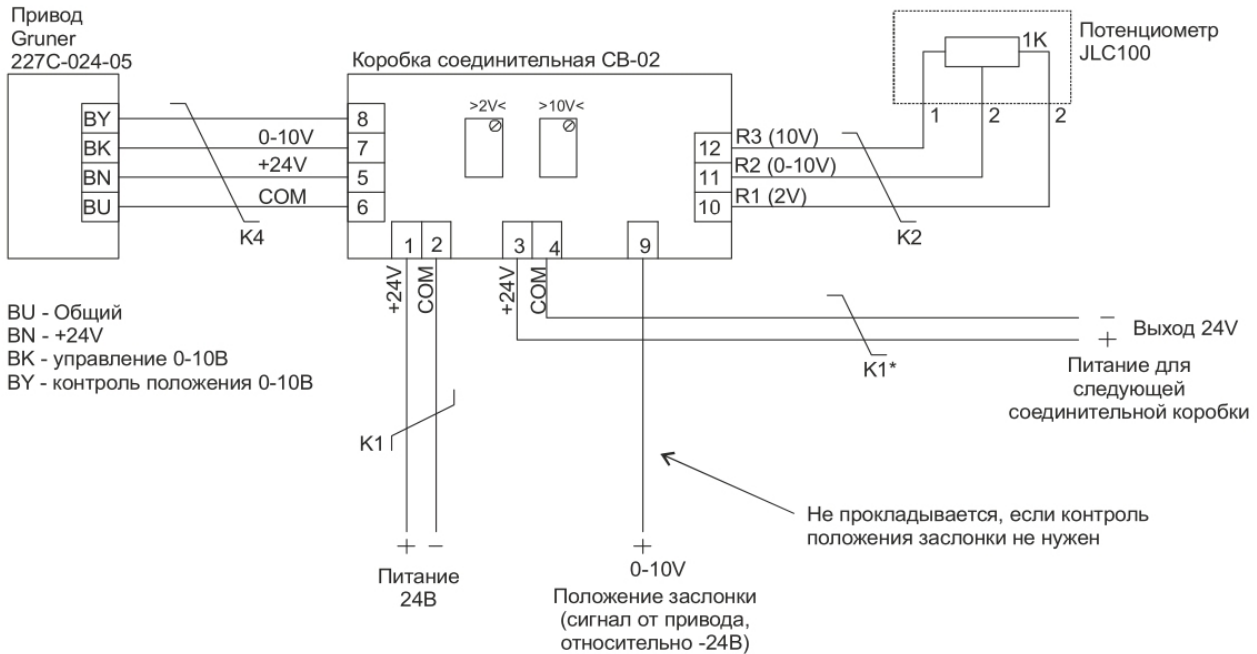 Привод
Gruner
227C-024-05
Коробка соединительная СВ-02
Потенциометр
JLC100
1K
>2V< >10V<
BY
8
BK
0-10V
7
BN
+24V
5
BU
COM
6
K4
12
R3 (10V)
11
R2 (0-10V)
10
R1 (2V)
1
2
2
K2
1
2
3
4
9
+24V
COM
+24V
COM
BU - Общий
BN - +24V
BK - управление 0-10В
BY - контроль положения 0-10В
K1*
− Выход 24V
+
Питание для
следующей
соединительной коробки
K1
Не прокладывается, если контроль
положения заслонки не нужен
+ −
Питание
24В
+
0-10V
Положение заслонки
(сигнал от привода,
относительно -24В)